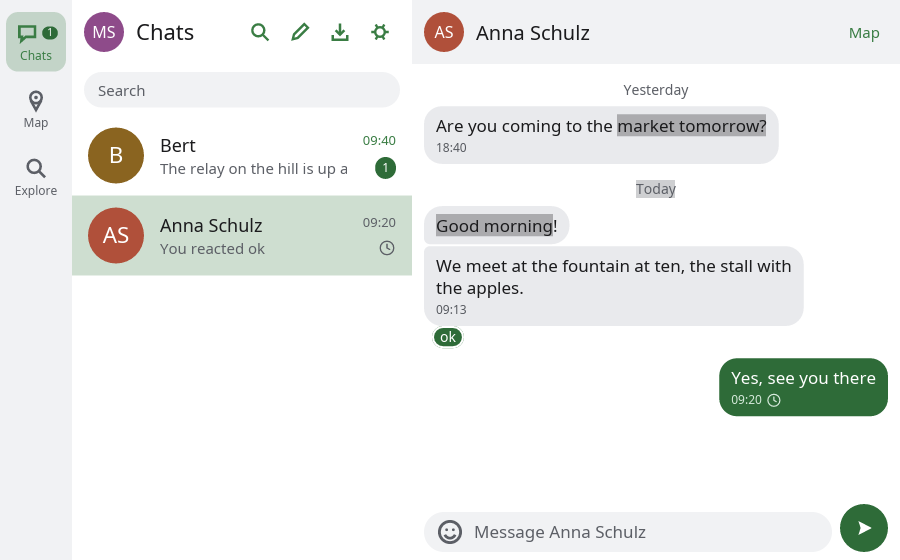 1
Chats
Map
Explore
MS
Chats
Search
B
Bert
09:40
The relay on the hill is up a
1
AS
Anna Schulz
09:20
You reacted ok
AS
Anna Schulz
Map
Yesterday
Are you coming to the market tomorrow?
18:40
Today
Good morning!
We meet at the fountain at ten, the stall with
the apples.
09:13
ok
Yes, see you there
09:20
Message Anna Schulz